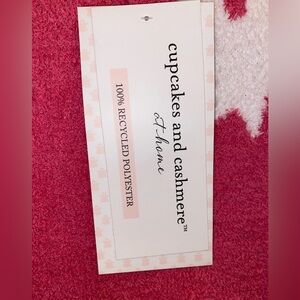 cupcakes and cashmere™
at home
100% RECYCLED POLYESTER